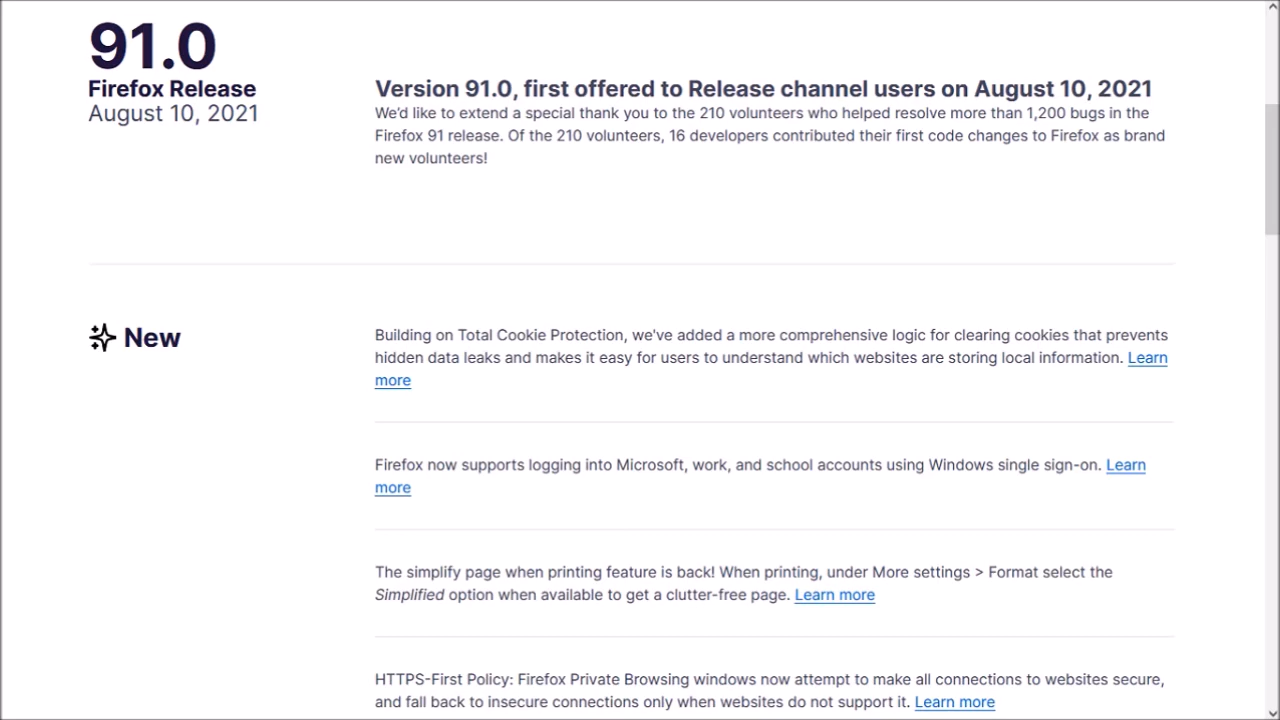 91.0
Firefox Release
August 10, 2021
Version 91.0, first offered to Release channel users on August 10, 2021
We'd like to extend a special thank you to the 210 volunteers who helped resolve more than 1,200 bugs in the
Firefox 91 release. Of the 210 volunteers, 16 developers contributed their first code changes to Firefox as brand
new volunteers!
New
Building on Total Cookie Protection, we've added a more comprehensive logic for clearing cookies that prevents
hidden data leaks and makes it easy for users to understand which websites are storing local information. Learn
more
Firefox now supports logging into Microsoft, work, and school accounts using Windows single sign-on. Learn
more
The simplify page when printing feature is back! When printing, under More settings > Format select the
Simplified option when available to get a clutter-free page. Learn more
HTTPS-First Policy: Firefox Private Browsing windows now attempt to make all connections to websites secure,
and fall back to insecure connections only when websites do not support it. Learn more